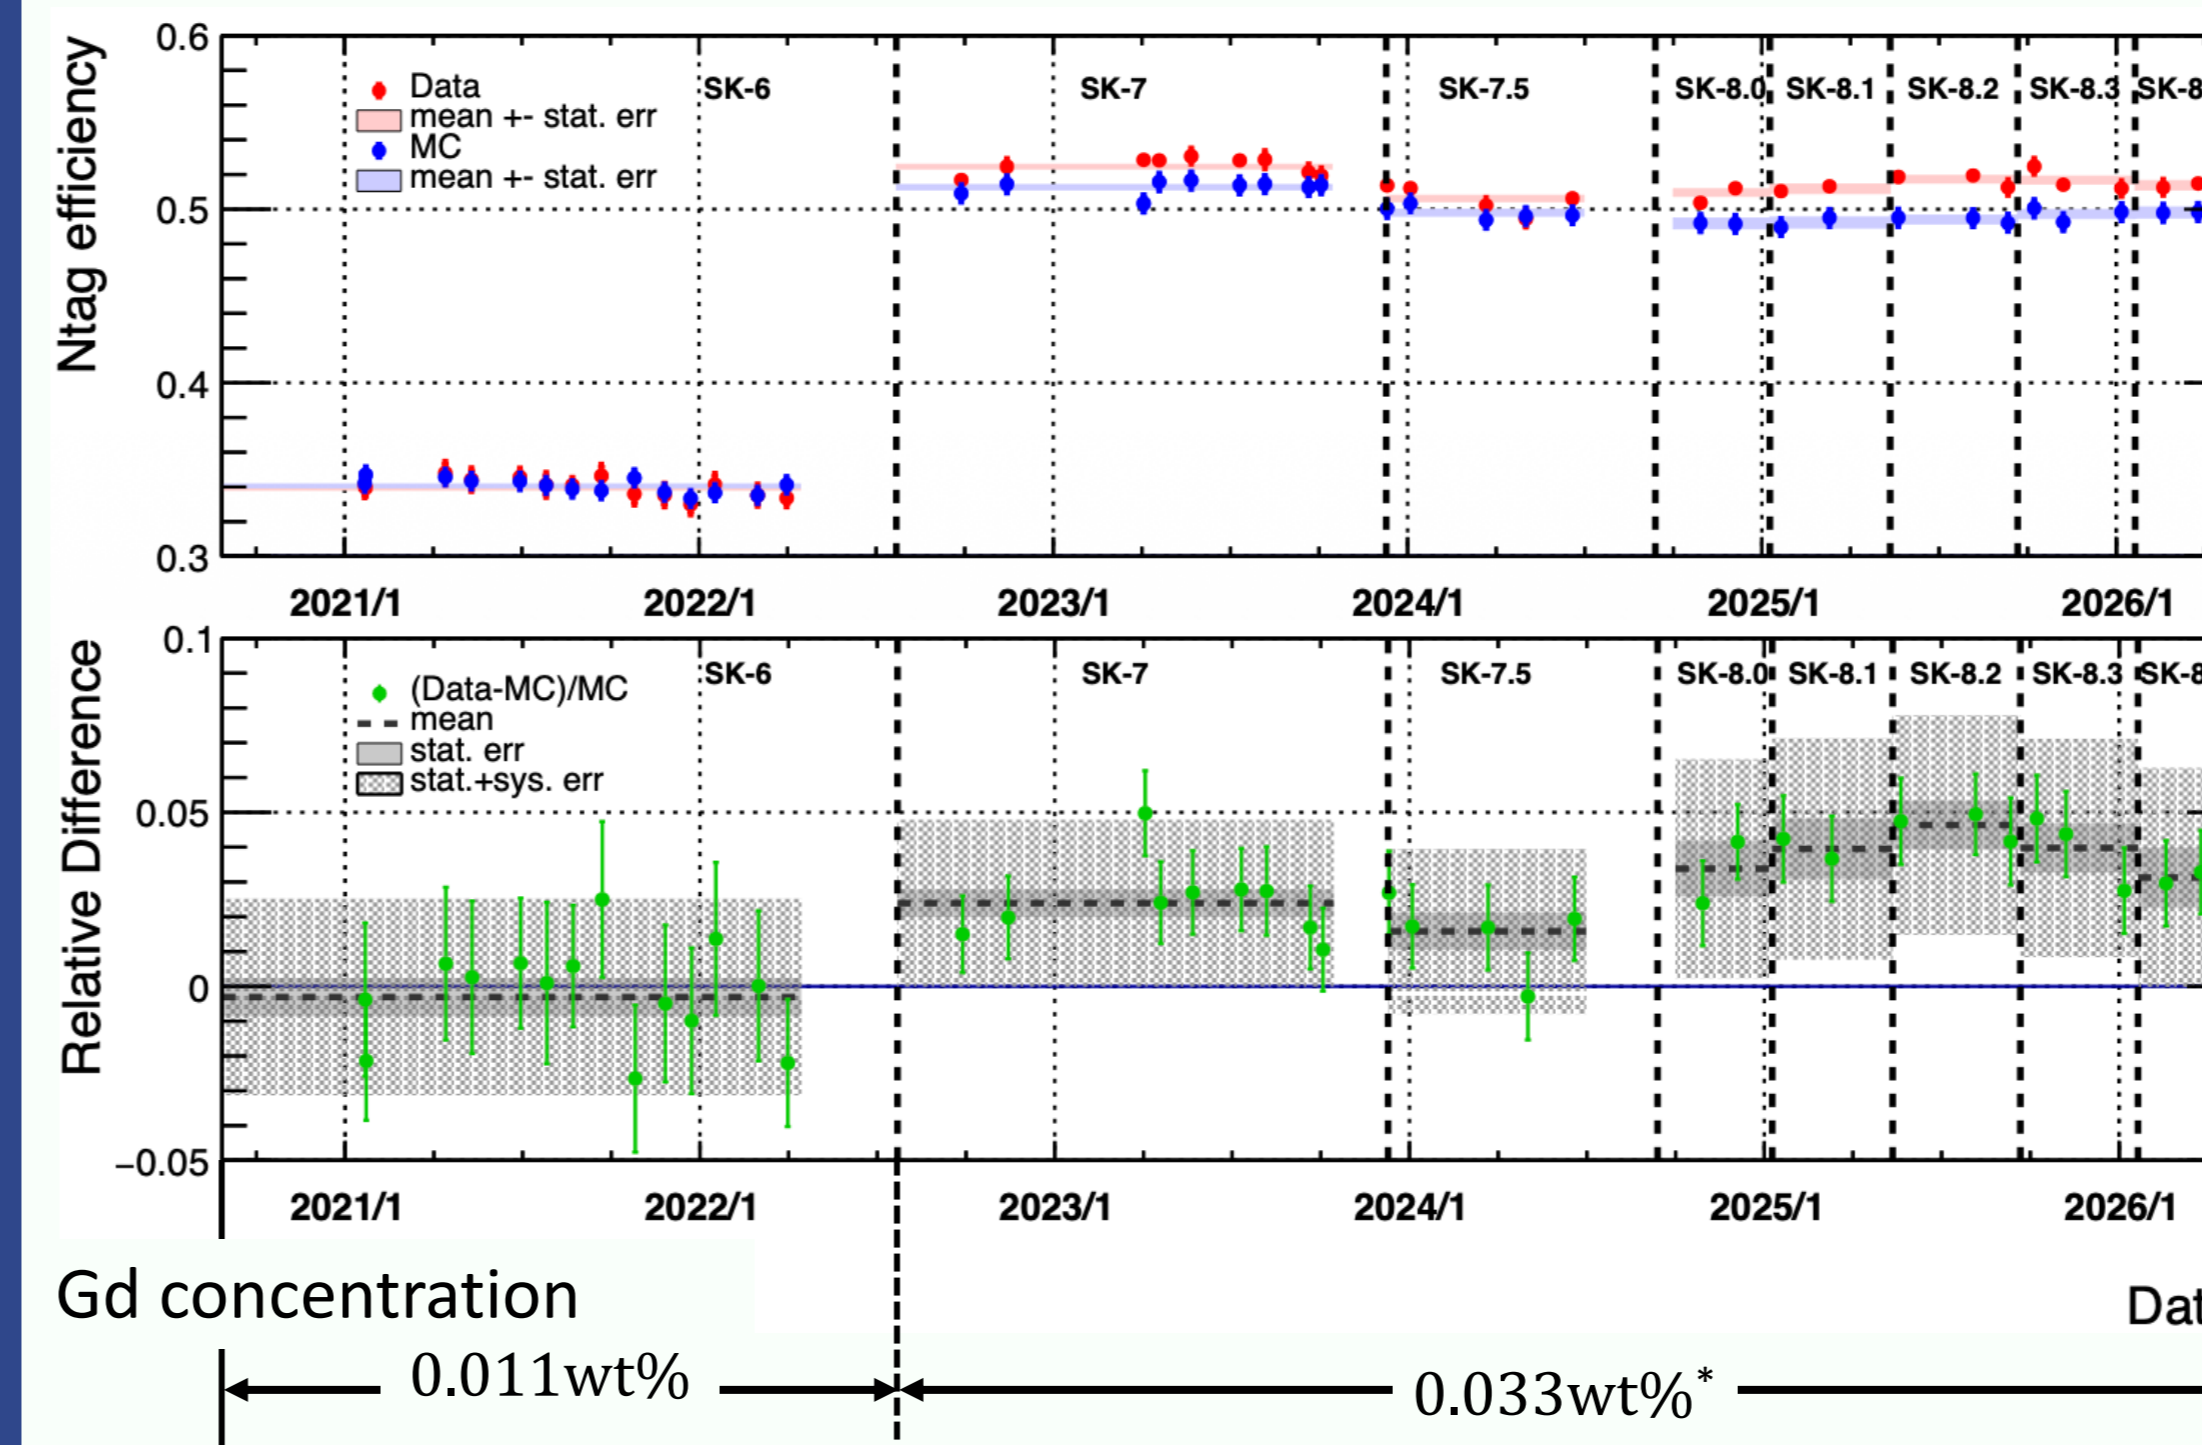 Ntag efficiency
0.6
0.5
0.4
0.3
Data
mean +- stat. err
MC
mean +- stat. err
SK-6
SK-7
SK-7.5
SK-8.0
SK-8.1
SK-8.2
SK-8.3
SK-8
2021/1
2022/1
2023/1
2024/1
2025/1
2026/1
Relative Difference
0.1
0.05
0
−0.05
(Data-MC)/MC
mean
stat. err
stat.+sys. err
SK-6
SK-7
SK-7.5
SK-8.0
SK-8.1
SK-8.2
SK-8.3
SK-8
2021/1
2022/1
2023/1
2024/1
2025/1
2026/1
Gd concentration
Dat
0.011wt%
0.033wt%*